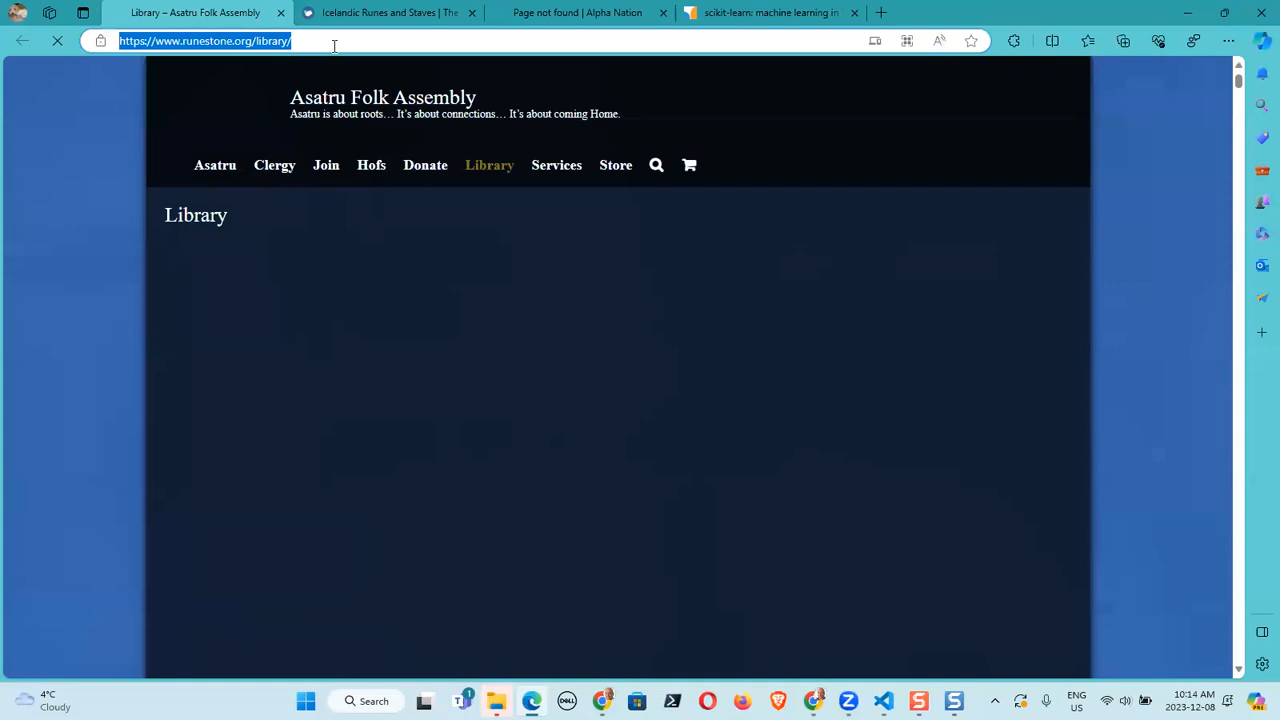 Library – Asatru Folk Assembly
Icelandic Runes and Staves | The
Page not found | Alpha Nation
scikit-learn: machine learning in
https://www.runestone.org/library/
Asatru Folk Assembly
Asatru is about roots… It's about connections… It's about coming Home.
Asatru Clergy Join Hofs Donate Library Services Store
Library
4°C
Cloudy
Search
1
ENG
US
10:14 AM
2023-12-08